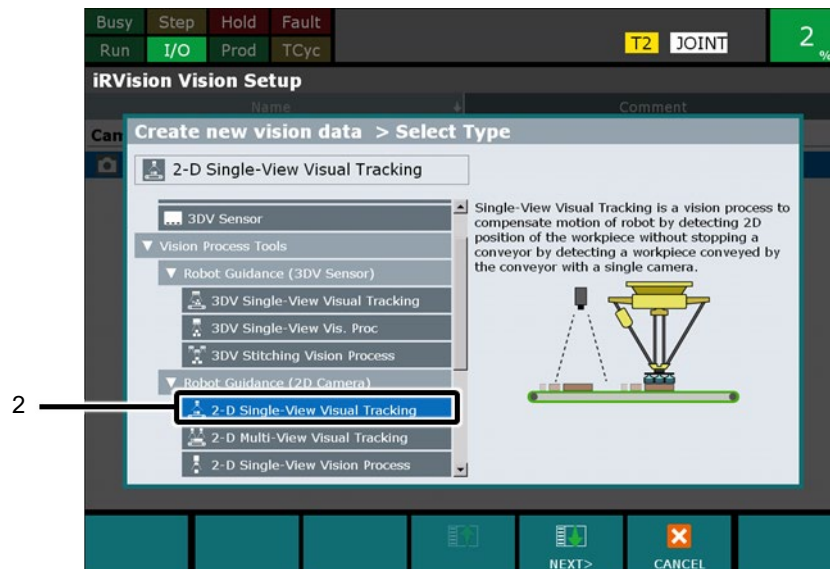 Busy Step Hold Fault
Run I/O Prod TCyc
T2 JOINT
2 %
iRVision Vision Setup
Name Comment
Cam
Create new vision data > Select Type
2-D Single-View Visual Tracking
3DV Sensor
Vision Process Tools
Robot Guidance (3DV Sensor)
3DV Single-View Visual Tracking
3DV Single-View Vis. Proc
3DV Stitching Vision Process
Robot Guidance (2D Camera)
2 2-D Single-View Visual Tracking
2-D Multi-View Visual Tracking
2-D Single-View Vision Process
Single-View Visual Tracking is a vision process to
compensate motion of robot by detecting 2D
position of the workpiece without stopping a
conveyor by detecting a workpiece conveyed by
the conveyor with a single camera.
NEXT> CANCEL